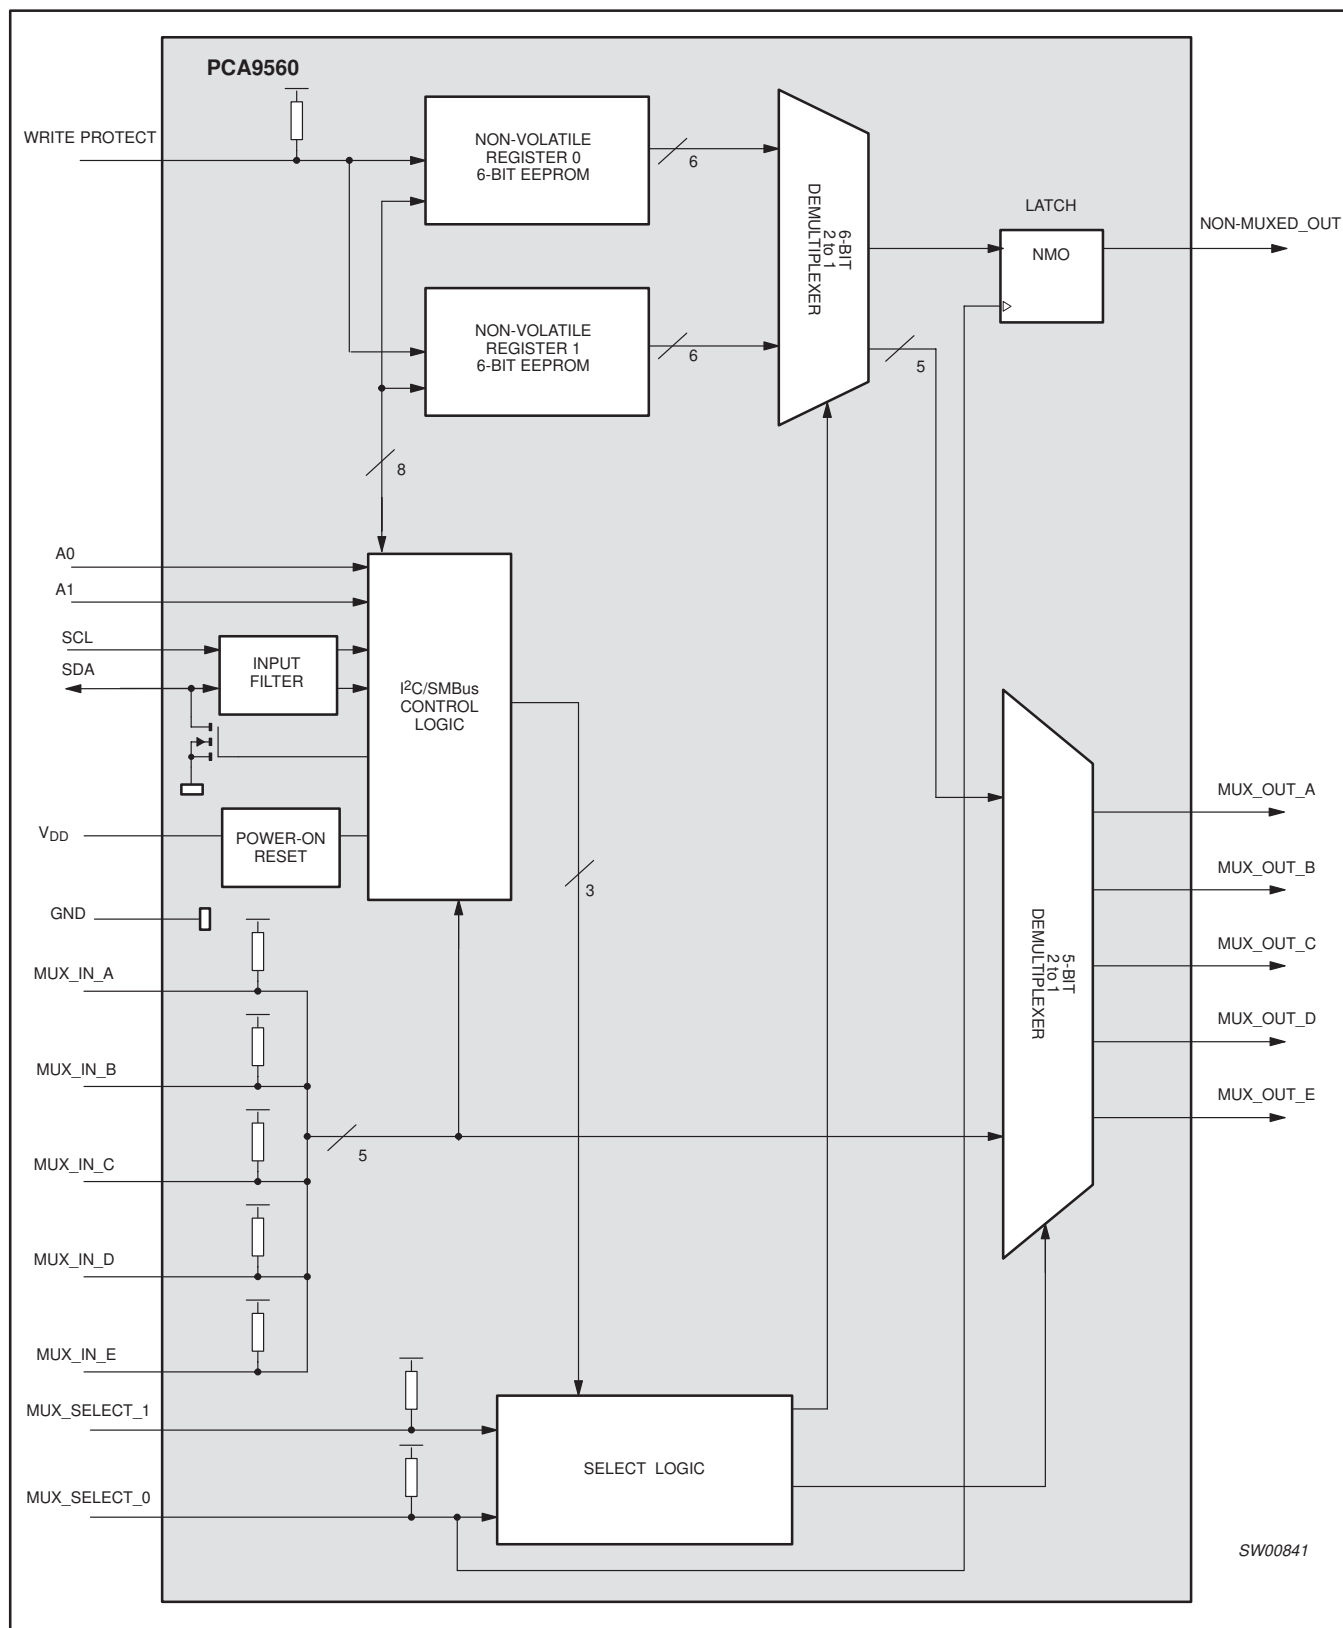 PCA9560
WRITE PROTECT
NON-VOLATILE
REGISTER 0
6-BIT EEPROM
6
6-BIT
2 to 1
DEMULTIPLEXER
LATCH
NMO
NON-MUXED_OUT
NON-VOLATILE
REGISTER 1
6-BIT EEPROM
6
5
8
A0
A1
SCL
SDA
INPUT
FILTER
I²C/SMBus
CONTROL
LOGIC
VDD
POWER-ON
RESET
GND
3
5-BIT
2 to 1
DEMULTIPLEXER
MUX_OUT_A
MUX_OUT_B
MUX_OUT_C
MUX_OUT_D
MUX_OUT_E
MUX_IN_A
MUX_IN_B
5
MUX_IN_C
MUX_IN_D
MUX_IN_E
MUX_SELECT_1
MUX_SELECT_0
SELECT LOGIC
SW00841